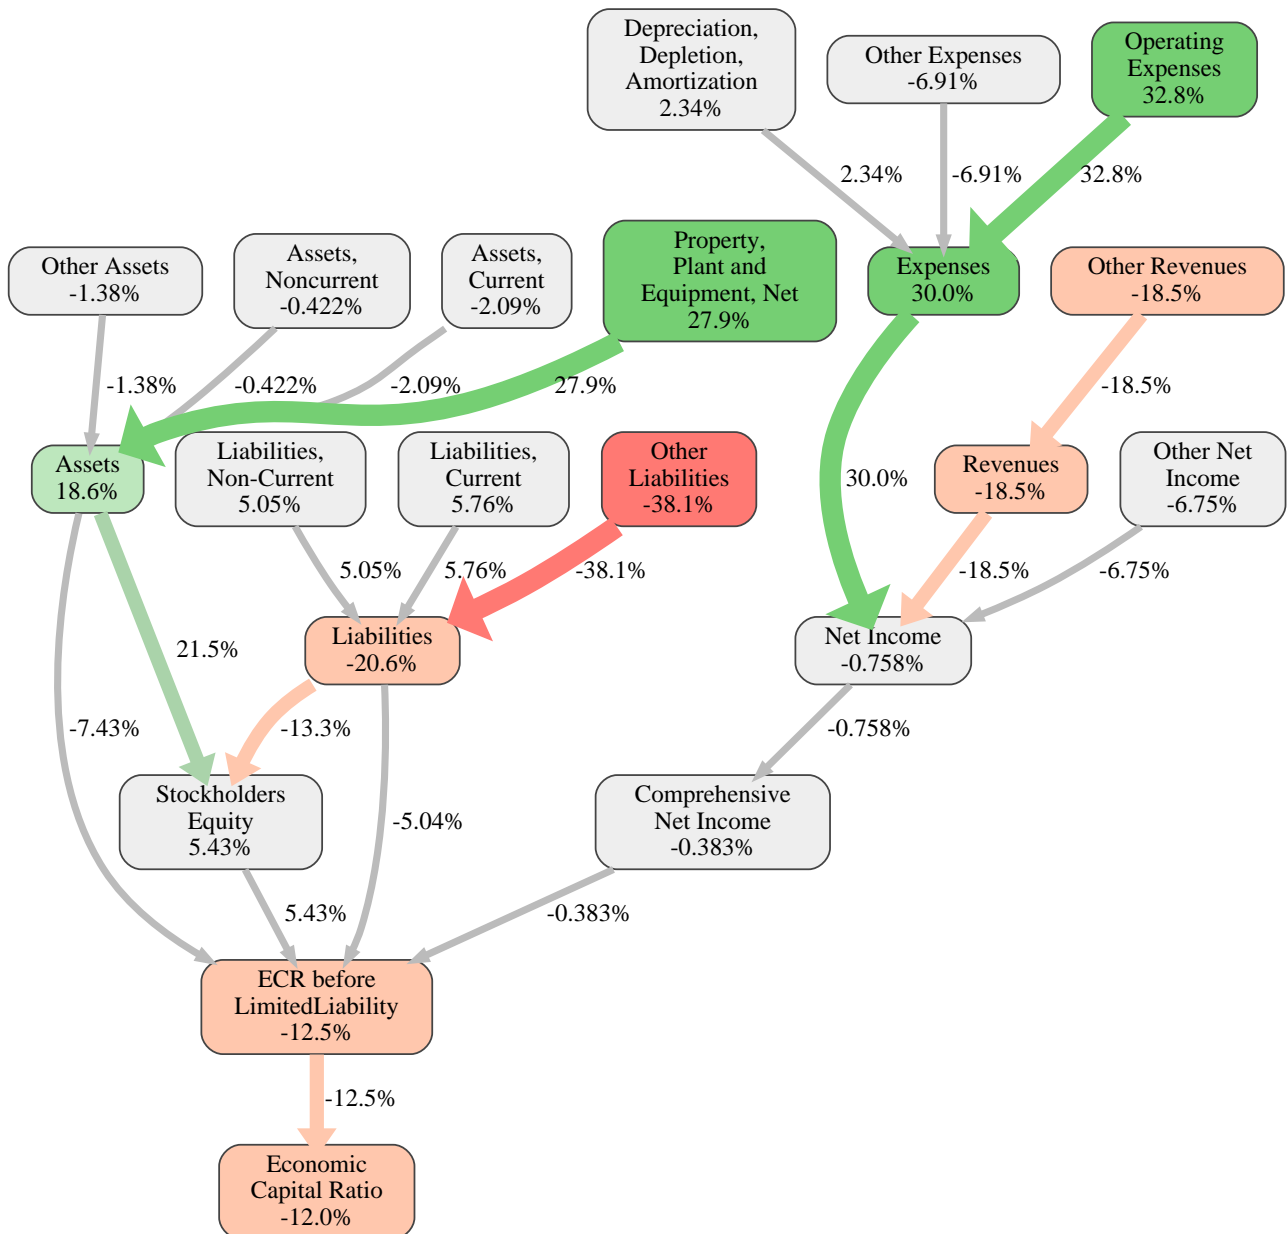 Depreciation,
Depletion,
Amortization
2.34%
Other Expenses
-6.91%
Operating
Expenses
32.8%
2.34%
-6.91%
32.8%
Other Assets
-1.38%
Assets,
Noncurrent
-0.422%
Assets,
Current
-2.09%
Property,
Plant and
Equipment, Net
27.9%
Expenses
30.0%
Other Revenues
-18.5%
-1.38%
-0.422%
-2.09%
27.9%
-18.5%
Assets
18.6%
Liabilities,
Non-Current
5.05%
Liabilities,
Current
5.76%
Other
Liabilities
-38.1%
30.0%
Revenues
-18.5%
Other Net
Income
-6.75%
5.05%
5.76%
-38.1%
-18.5%
-6.75%
21.5%
Liabilities
-20.6%
Net Income
-0.758%
-7.43%
-13.3%
-0.758%
Stockholders
Equity
5.43%
-5.04%
Comprehensive
Net Income
-0.383%
5.43%
-0.383%
ECR before
LimitedLiability
-12.5%
-12.5%
Economic
Capital Ratio
-12.0%